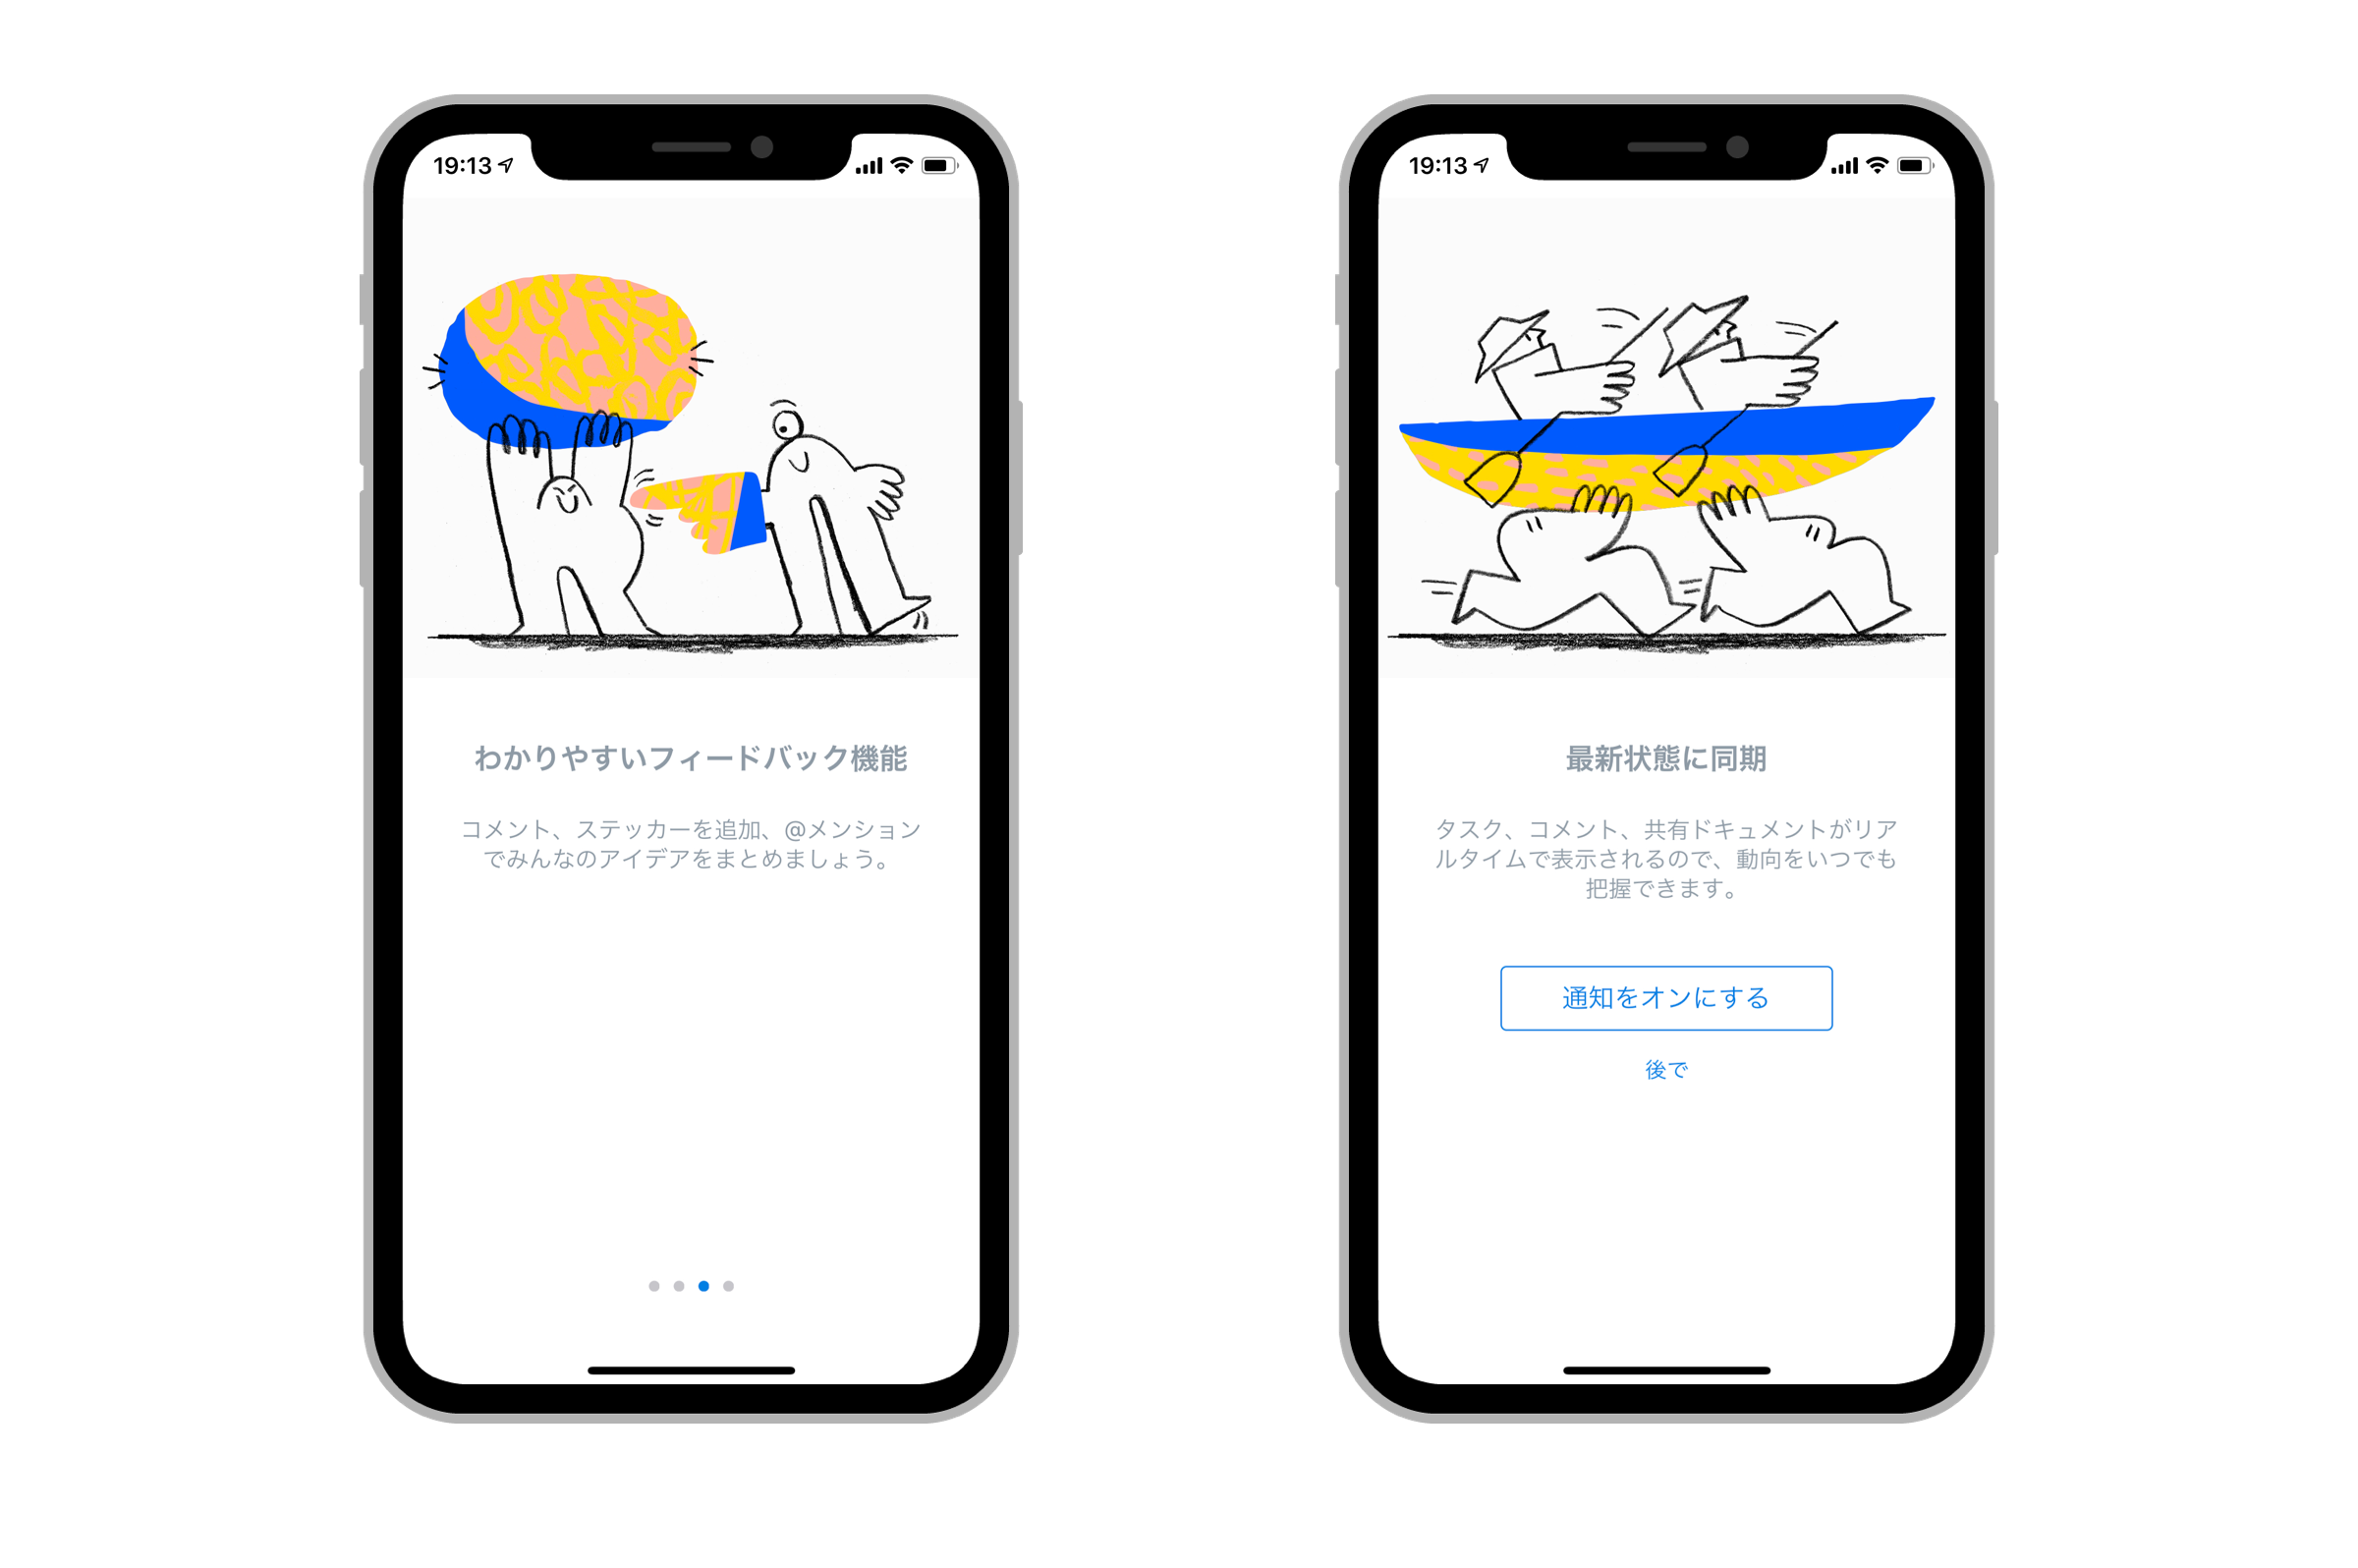 19:13
わかりやすいフィードバック機能
コメント、ステッカーを追加、@メンション
でみんなのアイデアをまとめましょう。
19:13
最新状態に同期
タスク、コメント、共有ドキュメントがリア
ルタイムで表示されるので、動向をいつでも
把握できます。
通知をオンにする
後で